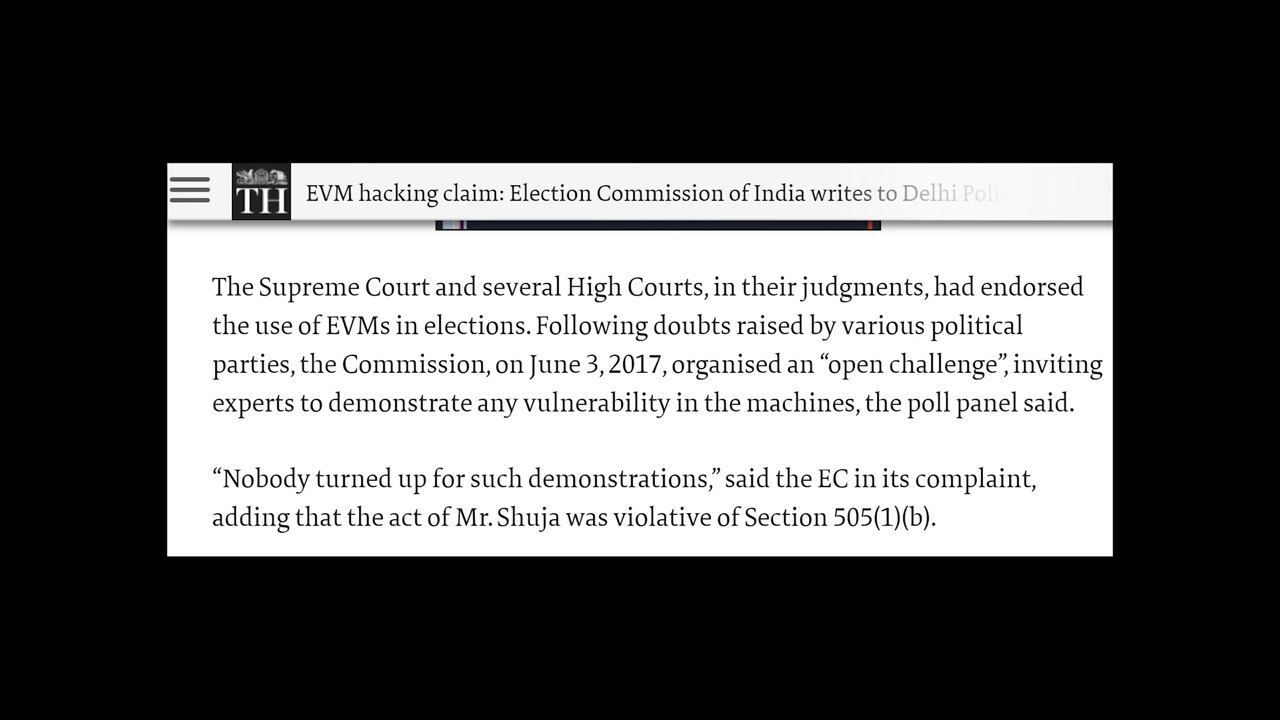 TH
EVM hacking claim: Election Commission of India writes to Delhi Poli
The Supreme Court and several High Courts, in their judgments, had endorsed
the use of EVMs in elections. Following doubts raised by various political
parties, the Commission, on June 3, 2017, organised an “open challenge”, inviting
experts to demonstrate any vulnerability in the machines, the poll panel said.
“Nobody turned up for such demonstrations,” said the EC in its complaint,
adding that the act of Mr. Shuja was violative of Section 505(1)(b).